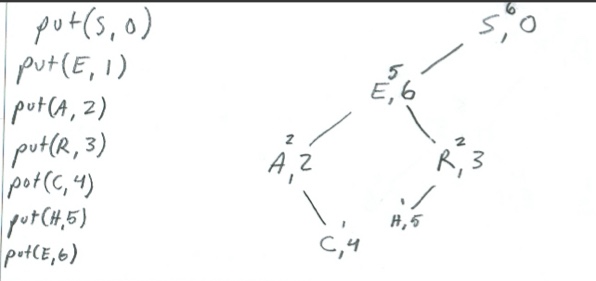 put(S, 0)
put(E, 1)
put(A, 2)
put(R, 3)
pot(C, 4)
put(H,5)
put(E,6)
6
S, 0
5
E, 6
2
A, 2
2
R, 3
1
C, 4
1
H, 5